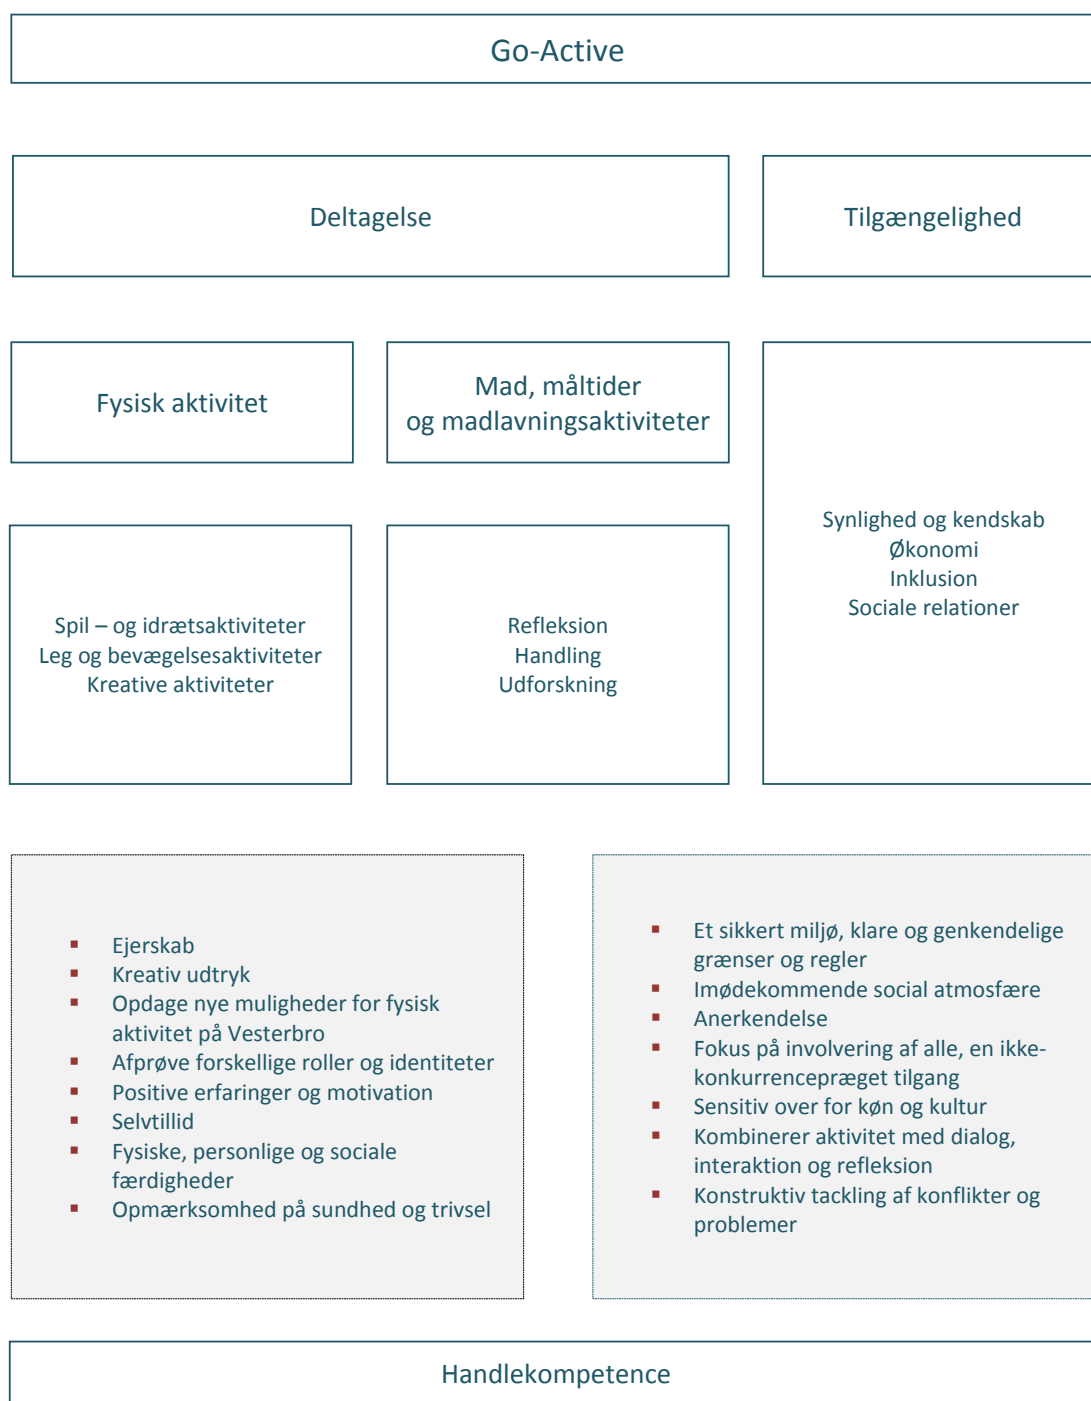 Go-Active
Deltagelse
Tilgængelighed
Fysisk aktivitet
Mad, måltider
og madlavningsaktiviteter
Spil – og idrætsaktiviteter
Leg og bevægelsesaktiviteter
Kreative aktiviteter
Refleksion
Handling
Udforskning
Synlighed og kendskab
Økonomi
Inklusion
Sociale relationer
▪ Ejerskab
▪ Kreativ udtryk
▪ Opdage nye muligheder for fysisk
aktivitet på Vesterbro
▪ Afprøve forskellige roller og identiteter
▪ Positive erfaringer og motivation
▪ Selvtillid
▪ Fysiske, personlige og sociale
færdigheder
▪ Opmærksomhed på sundhed og trivsel
▪ Et sikkert miljø, klare og genkendelige
grænser og regler
▪ Imødekommende social atmosfære
▪ Anerkendelse
▪ Fokus på involvering af alle, en ikke-
konkurrencepræget tilgang
▪ Sensitiv over for køn og kultur
▪ Kombinerer aktivitet med dialog,
interaktion og refleksion
▪ Konstruktiv tackling af konflikter og
problemer
Handlekompetence